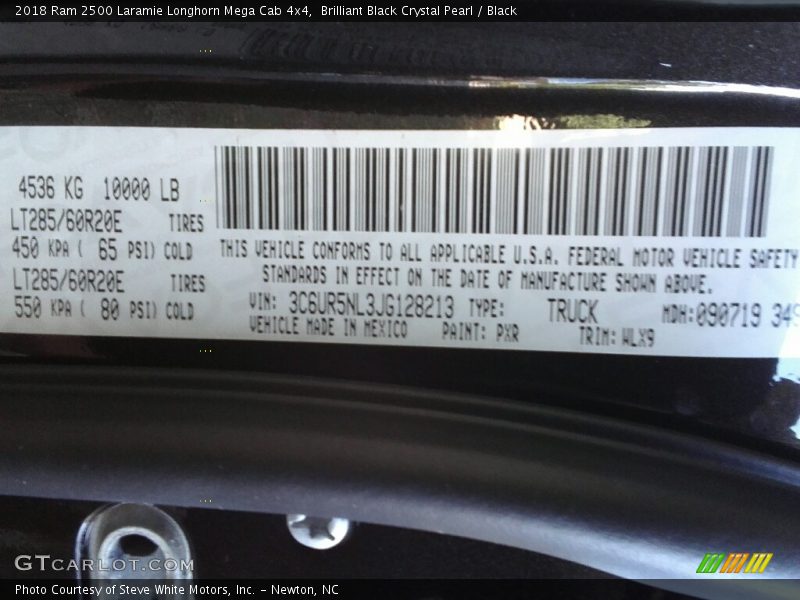 2018 Ram 2500 Laramie Longhorn Mega Cab 4x4, Brilliant Black Crystal Pearl / Black
4536 KG 10000 LB
LT285/60R20E TIRES
450 KPA ( 65 PSI) COLD
LT285/60R20E TIRES
550 KPA ( 80 PSI) COLD
THIS VEHICLE CONFORMS TO ALL APPLICABLE U.S.A. FEDERAL MOTOR VEHICLE SAFETY
STANDARDS IN EFFECT ON THE DATE OF MANUFACTURE SHOWN ABOVE.
VIN: 3C6UR5NL3JG128213 TYPE: TRUCK MDH:090719 349
VEHICLE MADE IN MEXICO PAINT: PXR TRIM: WLX9
GTCARLOT.COM
Photo Courtesy of Steve White Motors, Inc. – Newton, NC